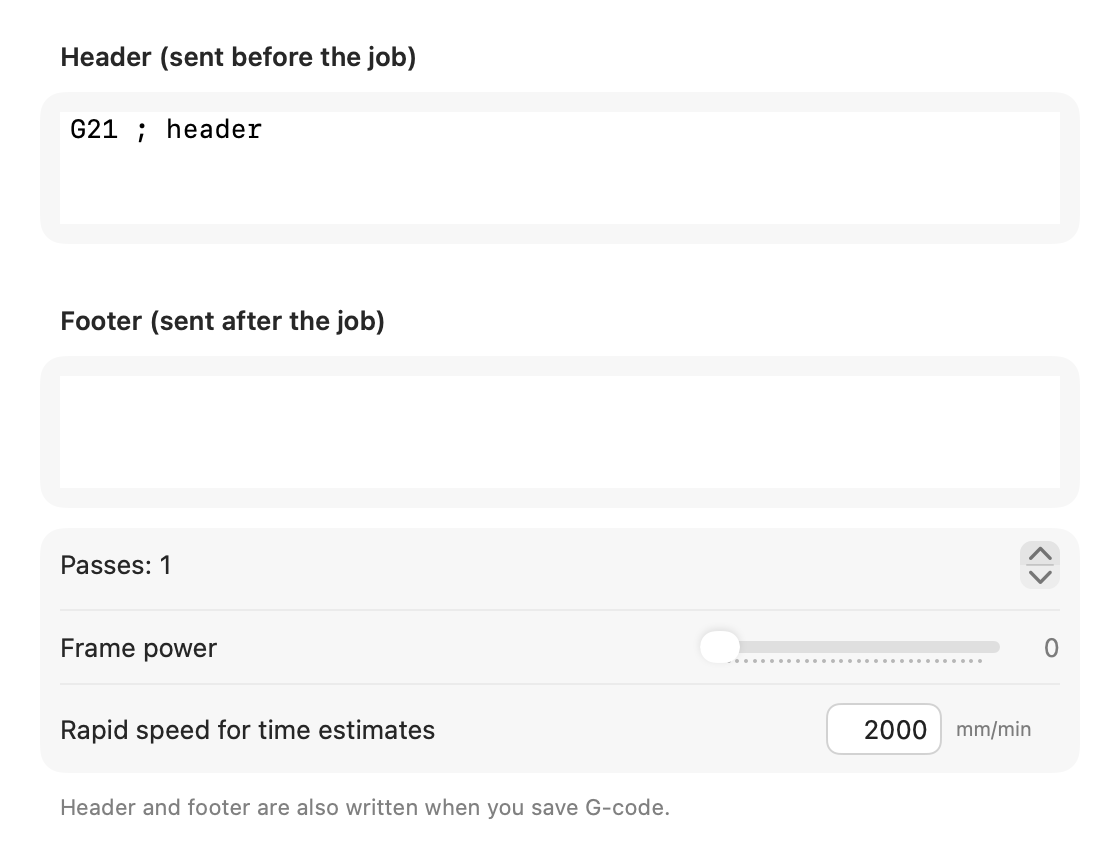 Header (sent before the job)
G21 ; header
Footer (sent after the job)
Passes: 1
Frame power 0
Rapid speed for time estimates 2000 mm/min
Header and footer are also written when you save G-code.